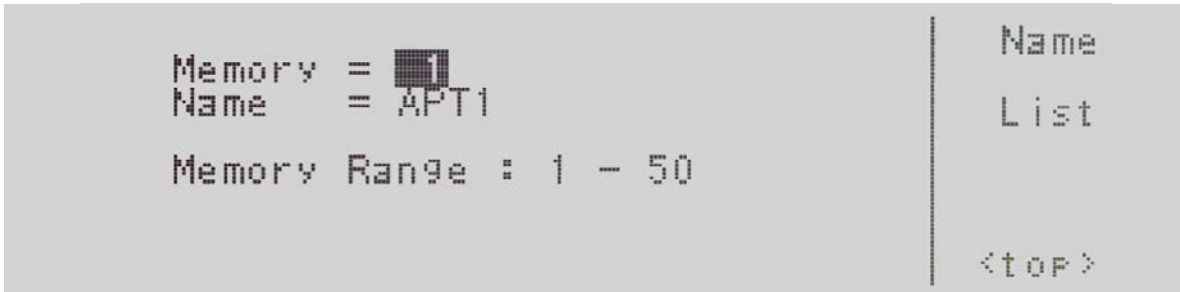 Memory = 1
Name = APT1
Memory Range : 1 - 50
Name
List
<top>